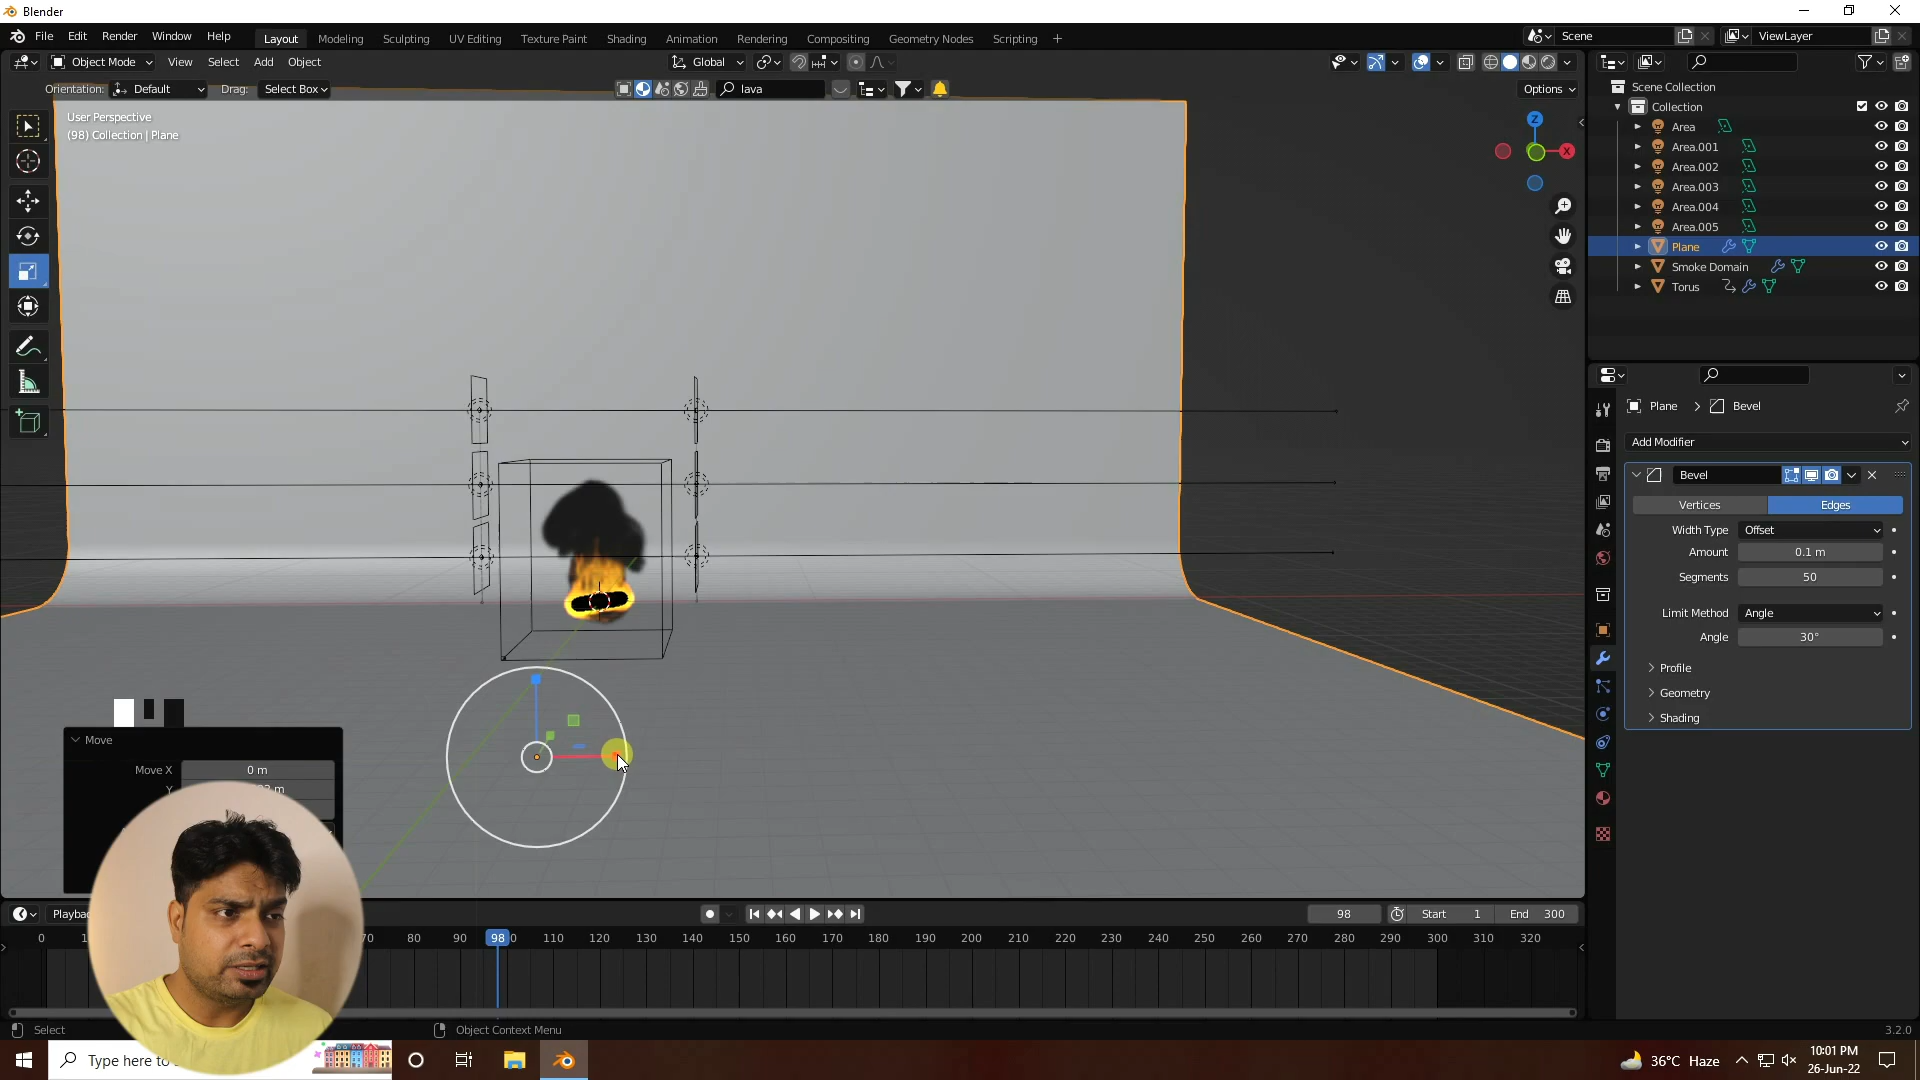 Blender
File Edit Render Window Help Layout Modeling Sculpting UV Editing Texture Paint Shading Animation Rendering Compositing Geometry Nodes Scripting + Scene ViewLayer
Object Mode View Select Add Object Global
Orientation: Default Drag: Select Box lava Options
User Perspective
(98) Collection | Plane
Z
X
Scene Collection
Collection
Area
Area.001
Area.002
Area.003
Area.004
Area.005
Plane
Smoke Domain
Torus
Plane > Bevel
Add Modifier
Bevel
Vertices Edges
Width Type Offset
Amount 0.1 m
Segments 50
Limit Method Angle
Angle 30°
Profile
Geometry
Shading
Move
Move X 0 m
Y
98 Start 1 End 300
0 70 80 90 98 110 120 130 140 150 160 170 180 190 200 210 220 230 240 250 260 270 280 290 300 310 320
Select Object Context Menu 3.2.0
Type here to
36°C Haze
10:01 PM
26-Jun-22